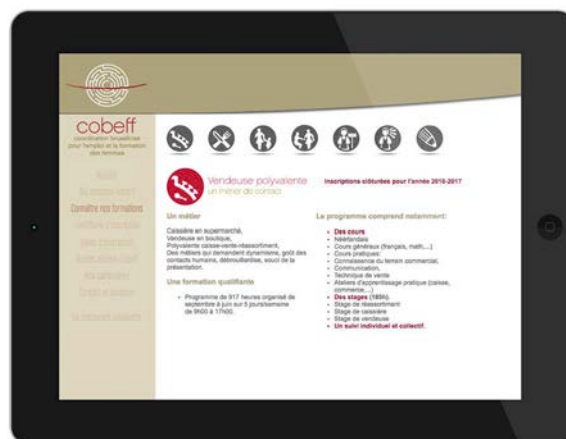 cobeff
coordination bruxelloise
pour l'emploi et la formation
des femmes
Accueil
Qui sommes-nous?
Connaître nos formations
Vendeuse polyvalente
un métier de contact
Inscriptions clôturées pour l'année 2016-2017
Un métier
Caissière en supermarché,
Vendeuse en boutique,
Polyvalente caisse-vente-réassortiment,
Des métiers qui demandent dynamisme, goût des
contacts humains, débrouillardise, souci de la
présentation.
Une formation qualifiante
Programme de 917 heures organisé de
septembre à juin sur 5 jours/semaine
de 9h00 à 17h00.
Le programme comprend notamment:
Des cours
Néerlandais
Cours généraux (français, math,...)
Cours pratiques:
Connaissance du terrain commercial,
Communication,
Technique de vente
Ateliers d'apprentissage pratique (caisse,
commerce,...)
Des stages (185h).
Stage de réassortiment
Stage de caissière
Stage de vendeuse
Un suivi individuel et collectif.